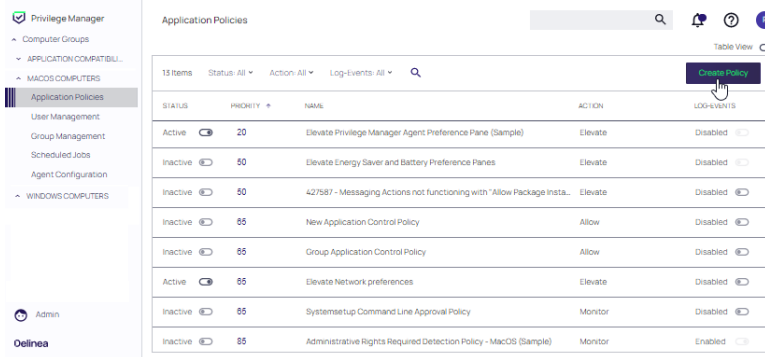 Privilege Manager
Application Policies
Computer Groups
Table View
APPLICATION COMPATIBILI...
13 Items Status: All Action: All Log-Events: All
Create Policy
MACOS COMPUTERS
Application Policies
User Management
Group Management
Scheduled Jobs
Agent Configuration
WINDOWS COMPUTERS
STATUS PRIORITY NAME ACTION LOG-EVENTS
Active 20 Elevate Privilege Manager Agent Preference Pane (Sample) Elevate Disabled
Inactive 50 Elevate Energy Saver and Battery Preference Panes Elevate Disabled
Inactive 50 427587 - Messaging Actions not functioning with "Allow Package Insta... Elevate Disabled
Inactive 65 New Application Control Policy Allow Disabled
Inactive 65 Group Application Control Policy Allow Disabled
Active 65 Elevate Network preferences Elevate Disabled
Inactive 65 Systemsetup Command Line Approval Policy Monitor Disabled
Inactive 85 Administrative Rights Required Detection Policy - MacOS (Sample) Monitor Enabled
Admin
Delinea